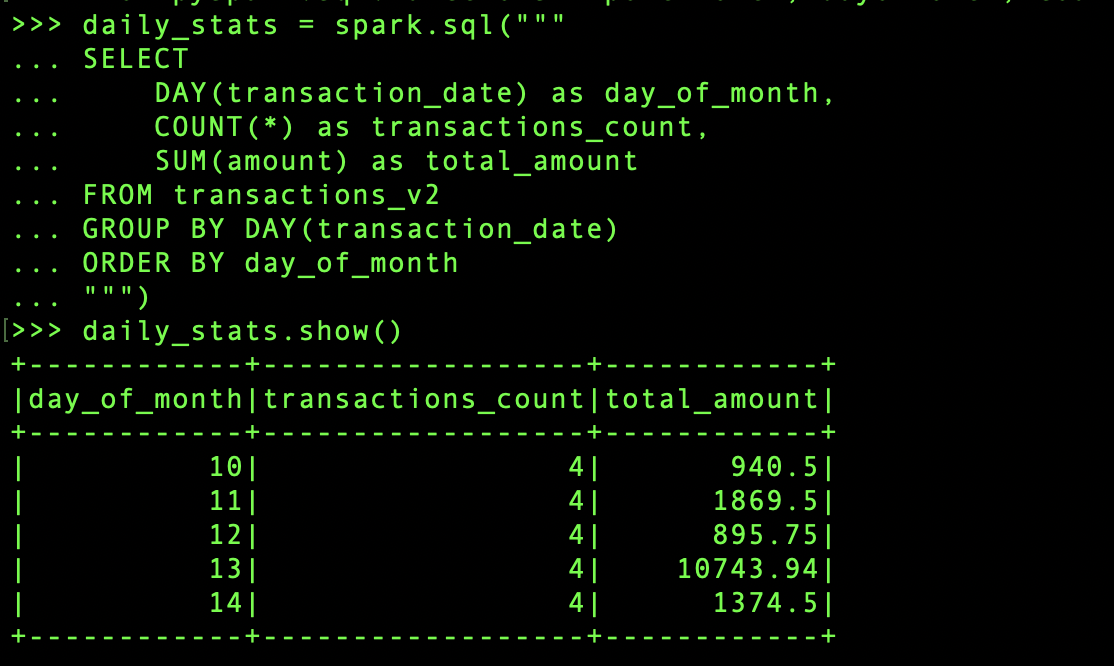 >>> daily_stats = spark.sql("""
... SELECT
...     DAY(transaction_date) as day_of_month,
...     COUNT(*) as transactions_count,
...     SUM(amount) as total_amount
... FROM transactions_v2
... GROUP BY DAY(transaction_date)
... ORDER BY day_of_month
... """)
[>>> daily_stats.show()
+------------+------------------+------------+
|day_of_month|transactions_count|total_amount|
+------------+------------------+------------+
|          10|                 4|       940.5|
|          11|                 4|      1869.5|
|          12|                 4|      895.75|
|          13|                 4|    10743.94|
|          14|                 4|      1374.5|
+------------+------------------+------------+